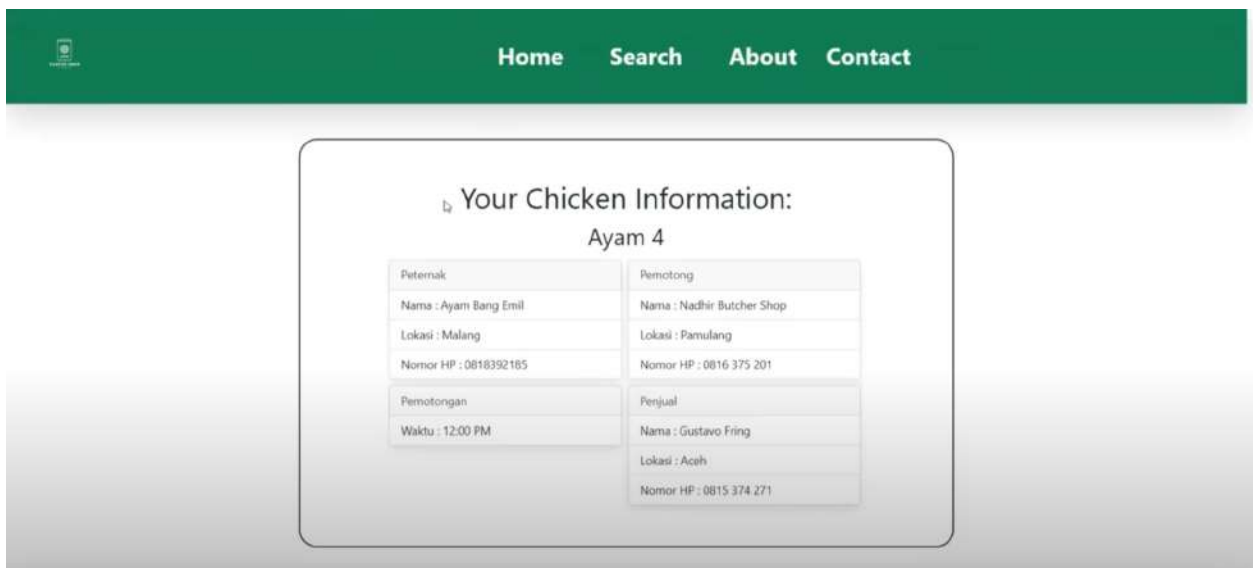 Home Search About Contact
Your Chicken Information:
Ayam 4
Peternak
Nama : Ayam Bang Emil
Lokasi : Malang
Nomor HP : 0818392185
Pemotong
Nama : Nadhir Butcher Shop
Lokasi : Pamulang
Nomor HP : 0816 375 201
Pemotongan
Waktu : 12:00 PM
Penjual
Nama : Gustavo Fring
Lokasi : Aceh
Nomor HP : 0815 374 271